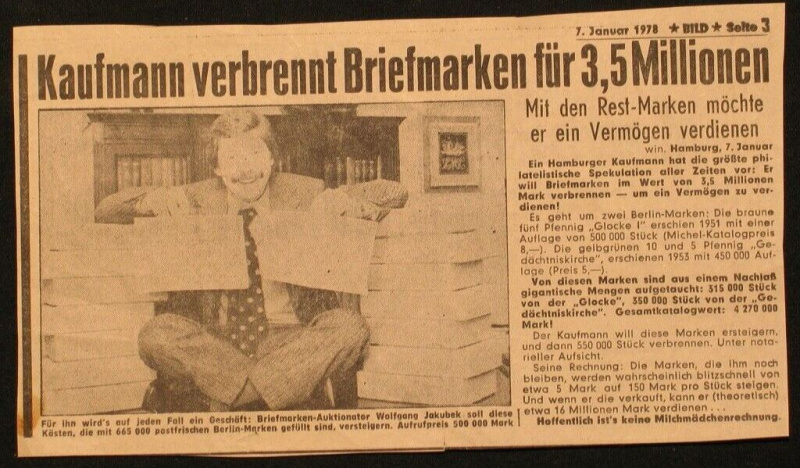 7. Januar 1978 ★ BILD ★ Seite 3
Kaufmann verbrennt Briefmarken für 3,5 Millionen
Mit den Rest-Marken möchte
er ein Vermögen verdienen
win. Hamburg, 7. Januar
Ein Hamburger Kaufmann hat die größte phi-
latelistische Spekulation aller Zeiten vor: Er
will Briefmarken im Wert von 3,5 Millionen
Mark verbrennen — um ein Vermögen zu ver-
dienen!
Es geht um zwei Berlin-Marken: Die braune
fünf Pfennig „Glocke I" erschien 1951 mit einer
Auflage von 500 000 Stück (Michel-Katalogpreis
8,—). Die gelbgrünen 10 und 5 Pfennig „Ge-
dächtniskirche", erschienen 1953 mit 450 000 Auf-
lage (Preis 5,—).
Von diesen Marken sind aus einem Nachlaß
gigantische Mengen aufgetaucht: 315 000 Stück
von der „Glocke", 350 000 Stück von der „Ge-
dächtniskirche". Gesamtkatalogwert: 4 270 000
Mark!
Der Kaufmann will diese Marken ersteigern,
und dann 550 000 Stück verbrennen. Unter nota-
rieller Aufsicht.
Seine Rechnung: Die Marken, die ihm noch
bleiben, werden wahrscheinlich blitzschnell von
etwa 5 Mark auf 150 Mark pro Stück steigen.
Und wenn er die verkauft, kann er (theoretisch)
etwa 16 Millionen Mark verdienen . . .
Hoffentlich ist's keine Milchmädchenrechnung.
Für ihn wird's auf jeden Fall ein Geschäft: Briefmarken-Auktionator Wolfgang Jakubek soll diese
Kästen, die mit 665 000 postfrischen Berlin-Marken gefüllt sind, versteigern. Aufrufpreis 500 000 Mark